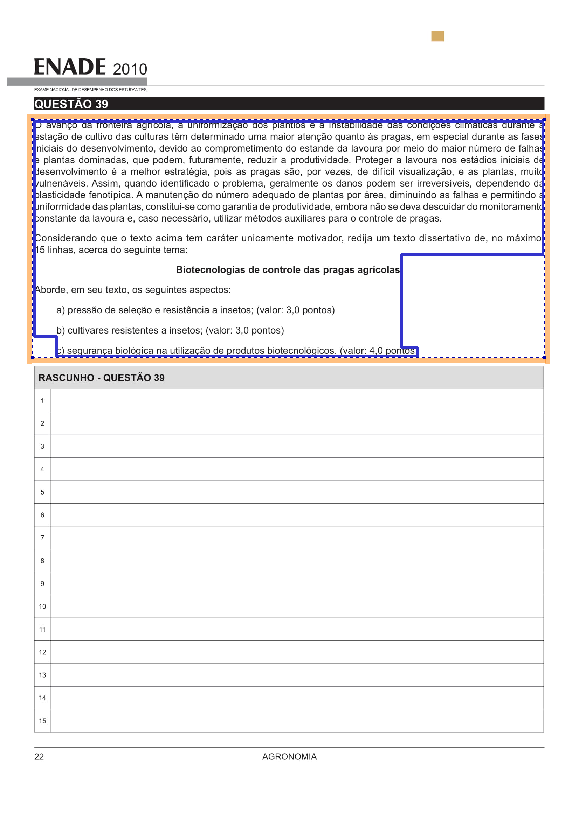 ENADE 2010
EXAME NACIONAL DE DESEMPENHO DOS ESTUDANTES
QUESTÃO 39
O avanço da fronteira agrícola, a uniformização dos plantios e a instabilidade das condições climáticas durante a
estação de cultivo das culturas têm determinado uma maior atenção quanto às pragas, em especial durante as fases
iniciais do desenvolvimento, devido ao comprometimento do estande da lavoura por meio do maior número de falhas
e plantas dominadas, que podem, futuramente, reduzir a produtividade. Proteger a lavoura nos estádios iniciais de
desenvolvimento é a melhor estratégia, pois as pragas são, por vezes, de difícil visualização, e as plantas, muito
vulneráveis. Assim, quando identificado o problema, geralmente os danos podem ser irreversíveis, dependendo da
plasticidade fenotípica. A manutenção do número adequado de plantas por área, diminuindo as falhas e permitindo a
uniformidade das plantas, constitui-se como garantia de produtividade, embora não se deva descuidar do monitoramento
constante da lavoura e, caso necessário, utilizar métodos auxiliares para o controle de pragas.
Considerando que o texto acima tem caráter unicamente motivador, redija um texto dissertativo de, no máximo,
15 linhas, acerca do seguinte tema:
Biotecnologias de controle das pragas agrícolas
Aborde, em seu texto, os seguintes aspectos:
a) pressão de seleção e resistência a insetos; (valor: 3,0 pontos)
b) cultivares resistentes a insetos; (valor: 3,0 pontos)
c) segurança biológica na utilização de produtos biotecnológicos. (valor: 4,0 pontos)
RASCUNHO - QUESTÃO 39
1
2
3
4
5
6
7
8
9
10
11
12
13
14
15
22
AGRONOMIA